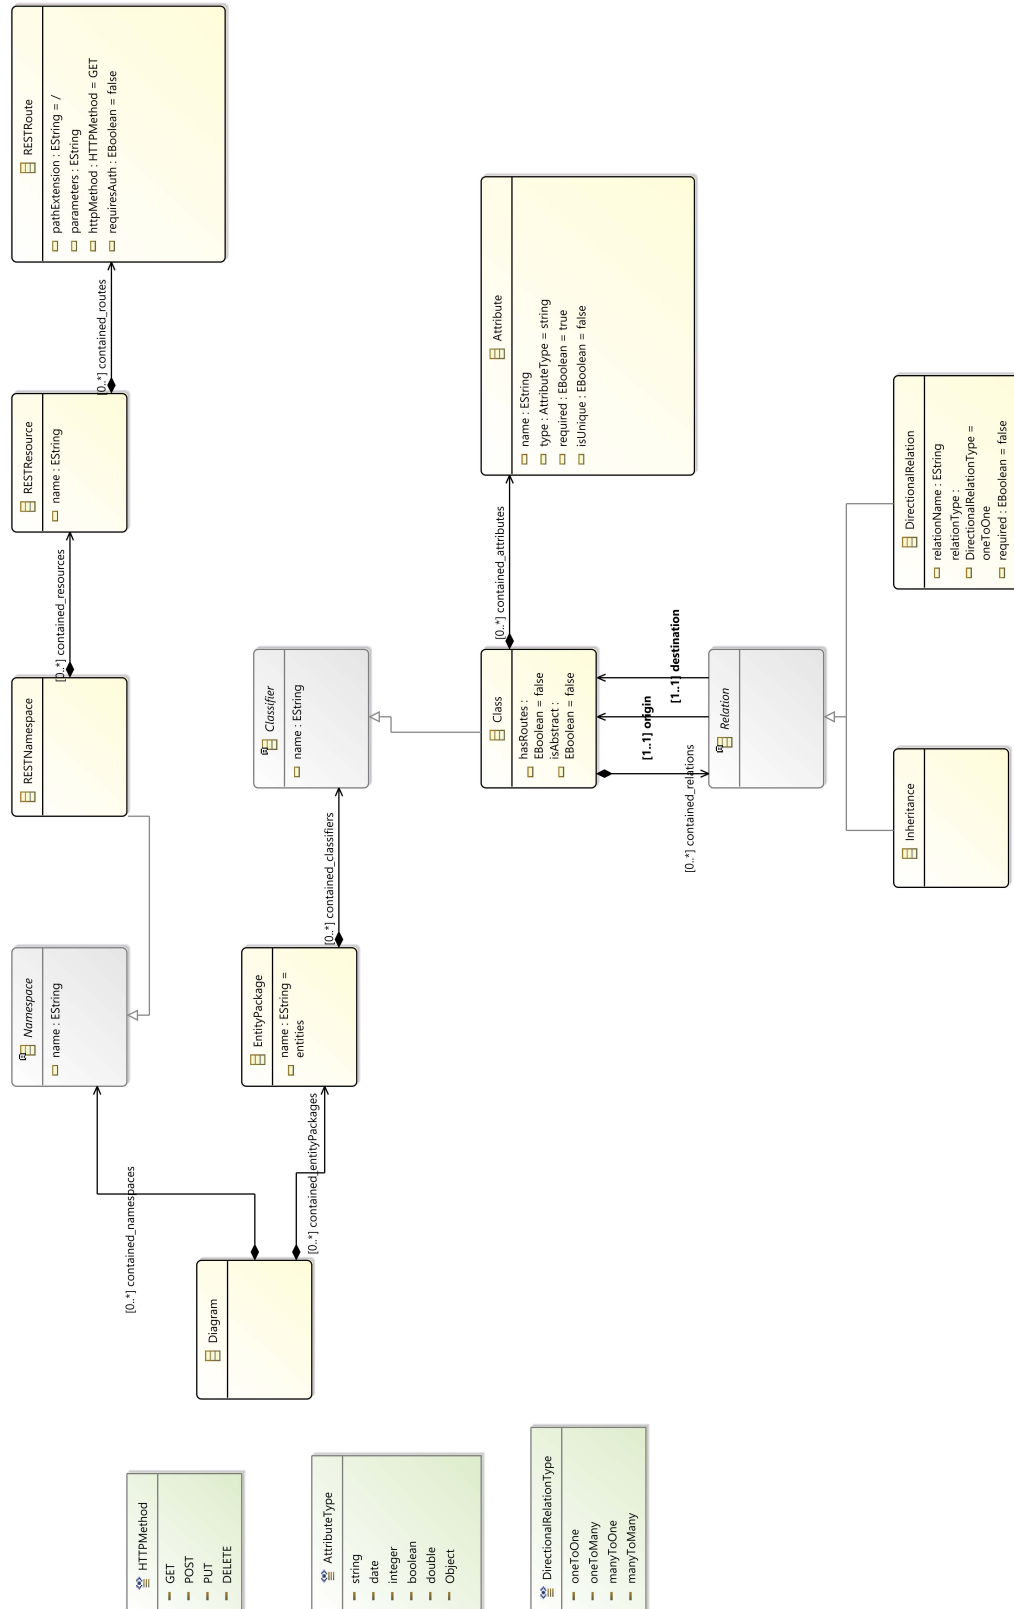 HTTPMethod
GET
POST
PUT
DELETE
AttributeType
string
date
integer
boolean
double
Object
DirectionalRelationType
oneToOne
oneToMany
manyToOne
manyToMany
Diagram
[0..*] contained_namespaces
[0..*] contained_entityPackages
Namespace
name : EString
EntityPackage
name : EString =
entities
RESTNamespace
[0..*] contained_resources
RESTResource
name : EString
[0..*] contained_routes
RESTRoute
pathExtension : EString = /
parameters : EString
httpMethod : HTTPMethod = GET
requiresAuth : EBoolean = false
[0..*] contained_classifiers
Classifier
name : EString
Class
hasRoutes :
EBoolean = false
isAbstract :
EBoolean = false
[0..*] contained_attributes
Attribute
name : EString
type : AttributeType = string
required : EBoolean = true
isUnique : EBoolean = false
[0..*] contained_relations
[1..1] origin
[1..1] destination
Relation
Inheritance
DirectionalRelation
relationName : EString
relationType :
DirectionalRelationType =
oneToOne
required : EBoolean = false